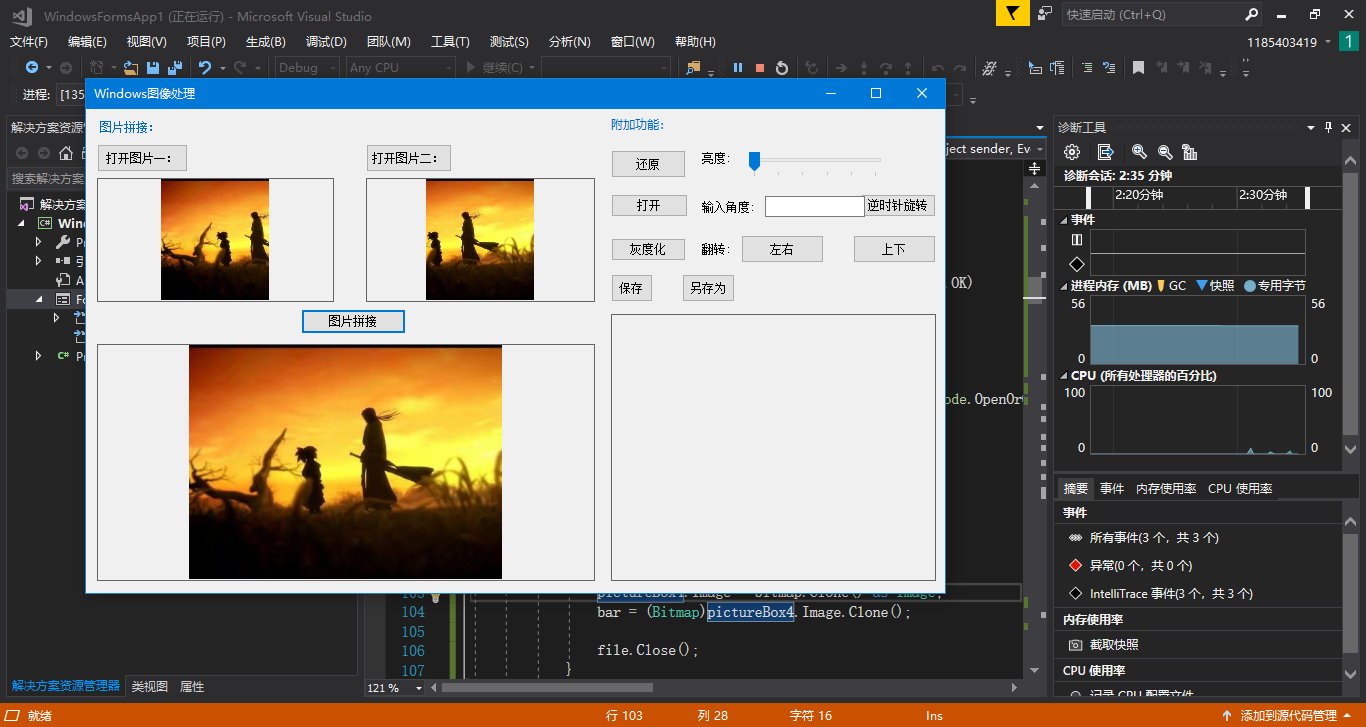 WindowsFormsApp1 (正在运行) - Microsoft Visual Studio
快速启动 (Ctrl+Q)
文件(F) 编辑(E) 视图(V) 项目(P) 生成(B) 调试(D) 团队(M) 工具(T) 测试(S) 分析(N) 窗口(W) 帮助(H)
1185403419 1
Debug Any CPU 继续(C)
进程: [135
Windows图像处理
解决方案资源管
搜索解决方案
解决方
C# Win
图片拼接:
打开图片一:
打开图片二:
图片拼接
附加功能:
还原 亮度:
打开 输入角度: 逆时针旋转
灰度化 翻转: 左右 上下
保存 另存为
ject sender, Eve
OK)
ode.OpenOr
103
104 bar = (Bitmap)pictureBox4.Image.Clone();
105
106 file.Close();
107 }
121 %
解决方案资源管理器 类视图 属性
诊断工具
诊断会话: 2:35 分钟
2:20分钟 2:30分钟
事件
进程内存 (MB) GC 快照 专用字节
56 56
0 0
CPU (所有处理器的百分比)
100 100
0 0
摘要 事件 内存使用率 CPU 使用率
事件
所有事件(3 个，共 3 个)
异常(0 个，共 0 个)
IntelliTrace 事件(3 个，共 3 个)
内存使用率
截取快照
CPU 使用率
记录 CPU 配置文件
就绪 行 103 列 28 字符 16 Ins 添加到源代码管理